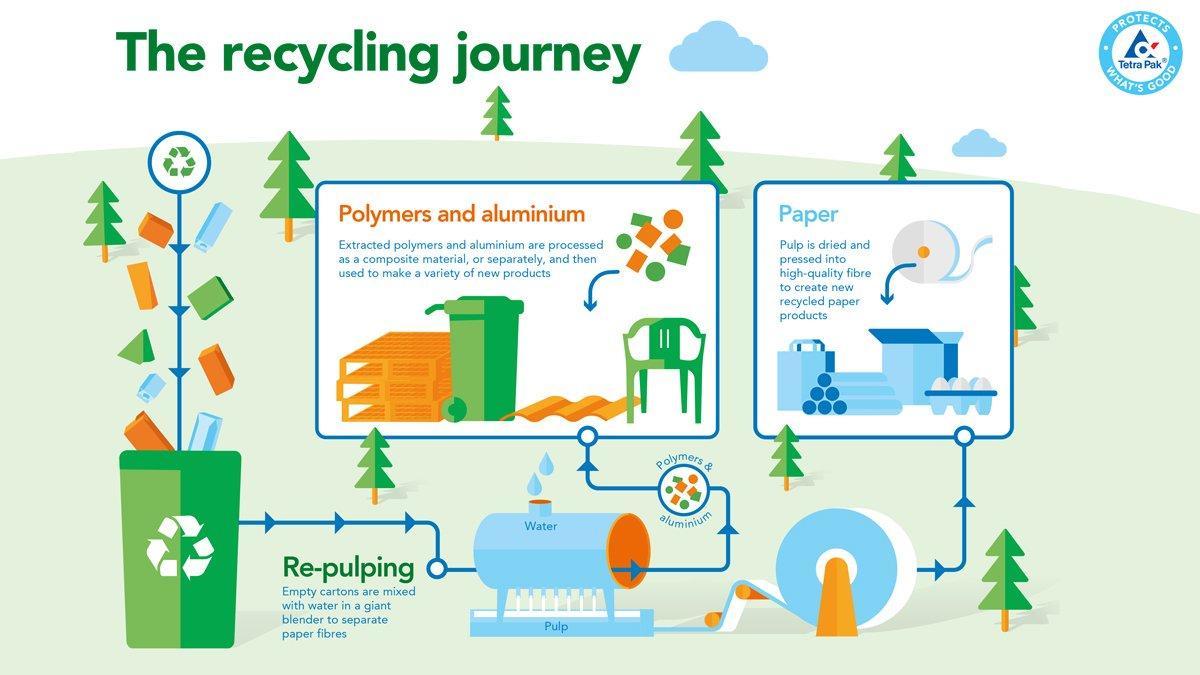 The recycling journey
PROTECTS
Tetra Pak®
WHAT'S GOOD
Polymers and aluminium
Extracted polymers and aluminium are processed
as a composite material, or separately, and then
used to make a variety of new products
Paper
Pulp is dried and
pressed into
high-quality fibre
to create new
recycled paper
products
Polymers &
aluminium
Water
Re-pulping
Empty cartons are mixed
with water in a giant
blender to separate
paper fibres
Pulp